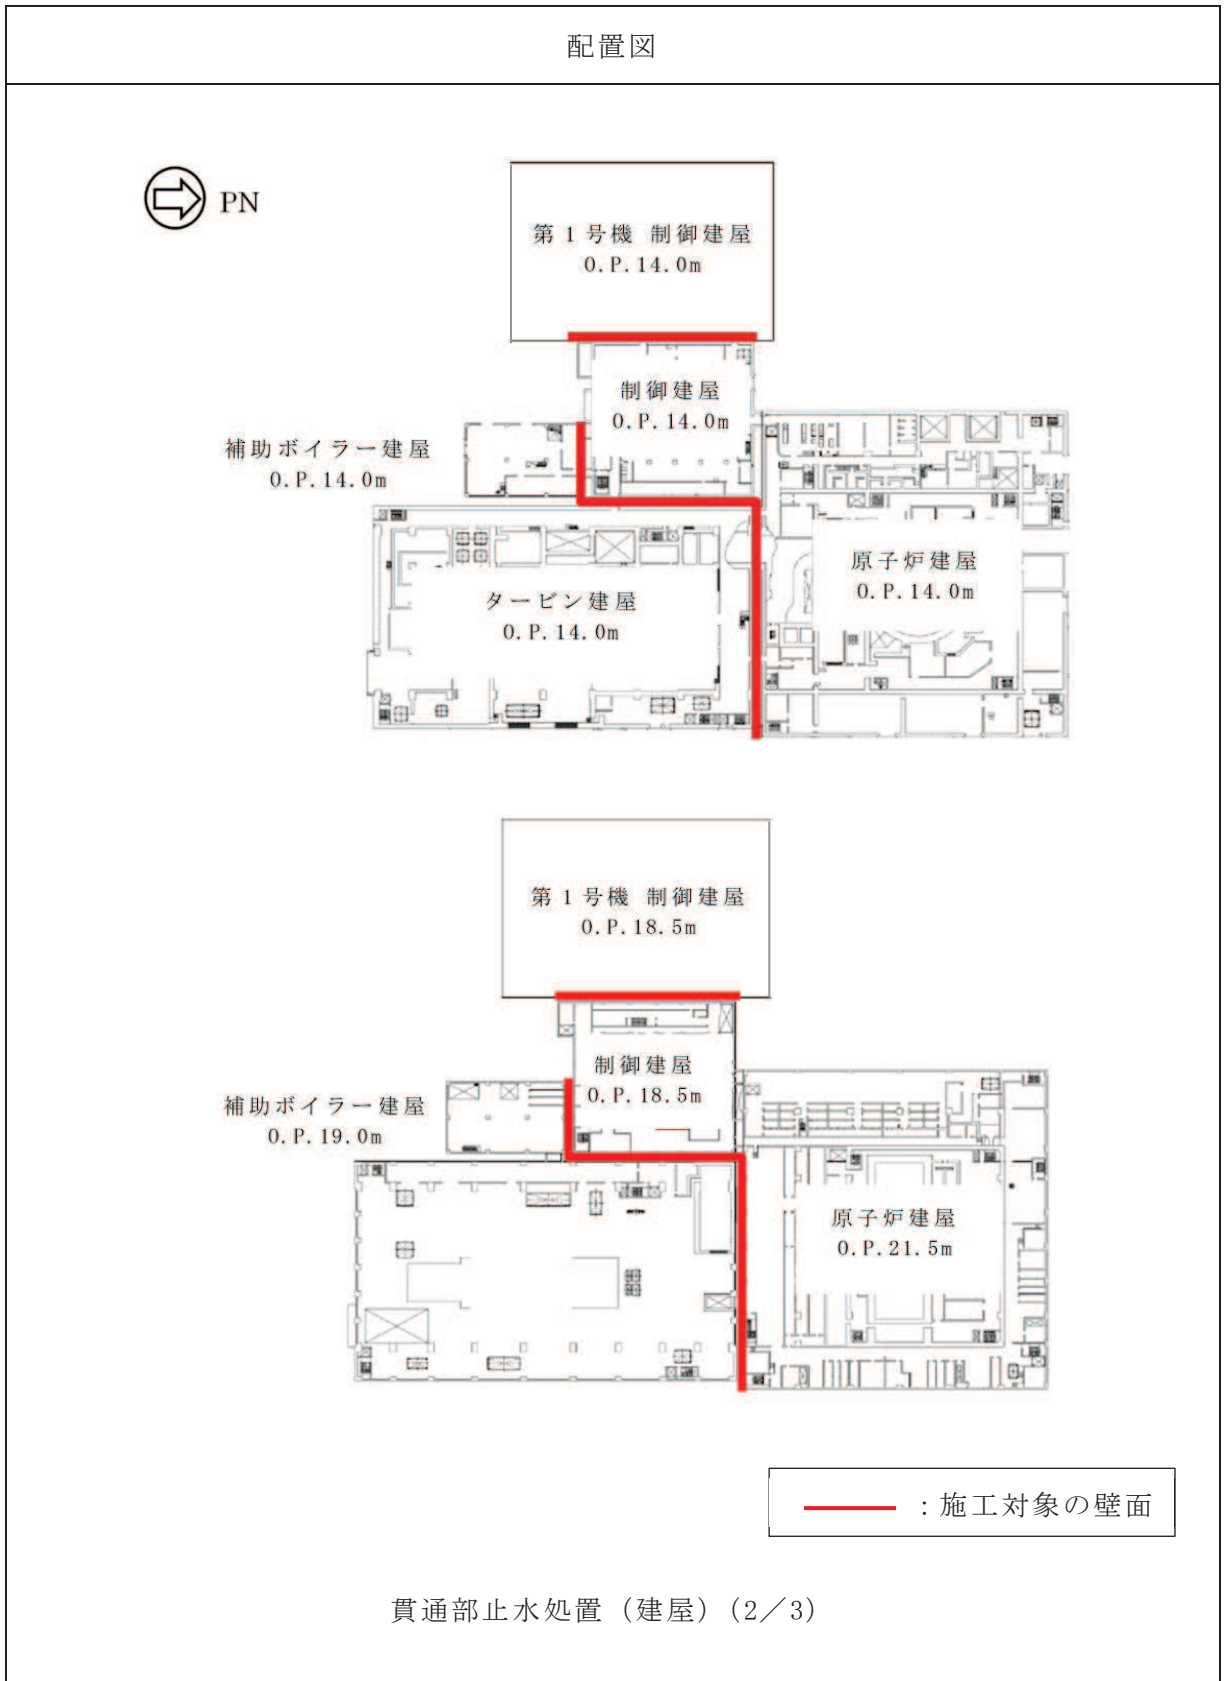 配置図
PN
第1号機 制御建屋
O.P.14.0m
制御建屋
O.P.14.0m
補助ボイラー建屋
O.P.14.0m
原子炉建屋
O.P.14.0m
タービン建屋
O.P.14.0m
第1号機 制御建屋
O.P.18.5m
制御建屋
O.P.18.5m
補助ボイラー建屋
O.P.19.0m
原子炉建屋
O.P.21.5m
：施工対象の壁面
貫通部止水処置（建屋）（2／3）